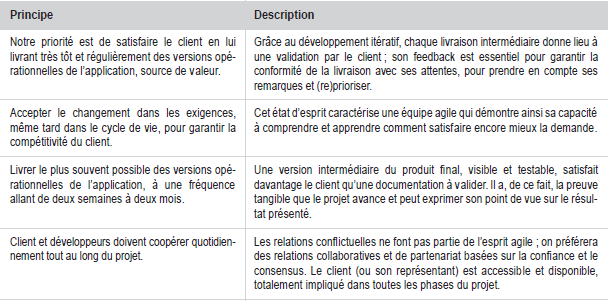 Principe
Description
Notre priorité est de satisfaire le client en lui
livrant très tôt et régulièrement des versions opé-
rationnelles de l'application, source de valeur.
Grâce au développement itératif, chaque livraison intermédiaire donne lieu à
une validation par le client ; son feedback est essentiel pour garantir la
conformité de la livraison avec ses attentes, pour prendre en compte ses
remarques et (re)prioriser.
Accepter le changement dans les exigences,
même tard dans le cycle de vie, pour garantir la
compétitivité du client.
Cet état d'esprit caractérise une équipe agile qui démontre ainsi sa capacité
à comprendre et apprendre comment satisfaire encore mieux la demande.
Livrer le plus souvent possible des versions opé-
rationnelles de l'application, à une fréquence
allant de deux semaines à deux mois.
Une version intermédiaire du produit final, visible et testable, satisfait
davantage le client qu'une documentation à valider. Il a, de ce fait, la preuve
tangible que le projet avance et peut exprimer son point de vue sur le résul-
tat présenté.
Client et développeurs doivent coopérer quotidien-
nement tout au long du projet.
Les relations conflictuelles ne font pas partie de l'esprit agile ; on préférera
des relations collaboratives et de partenariat basées sur la confiance et le
consensus. Le client (ou son représentant) est accessible et disponible,
totalement impliqué dans toutes les phases du projet.